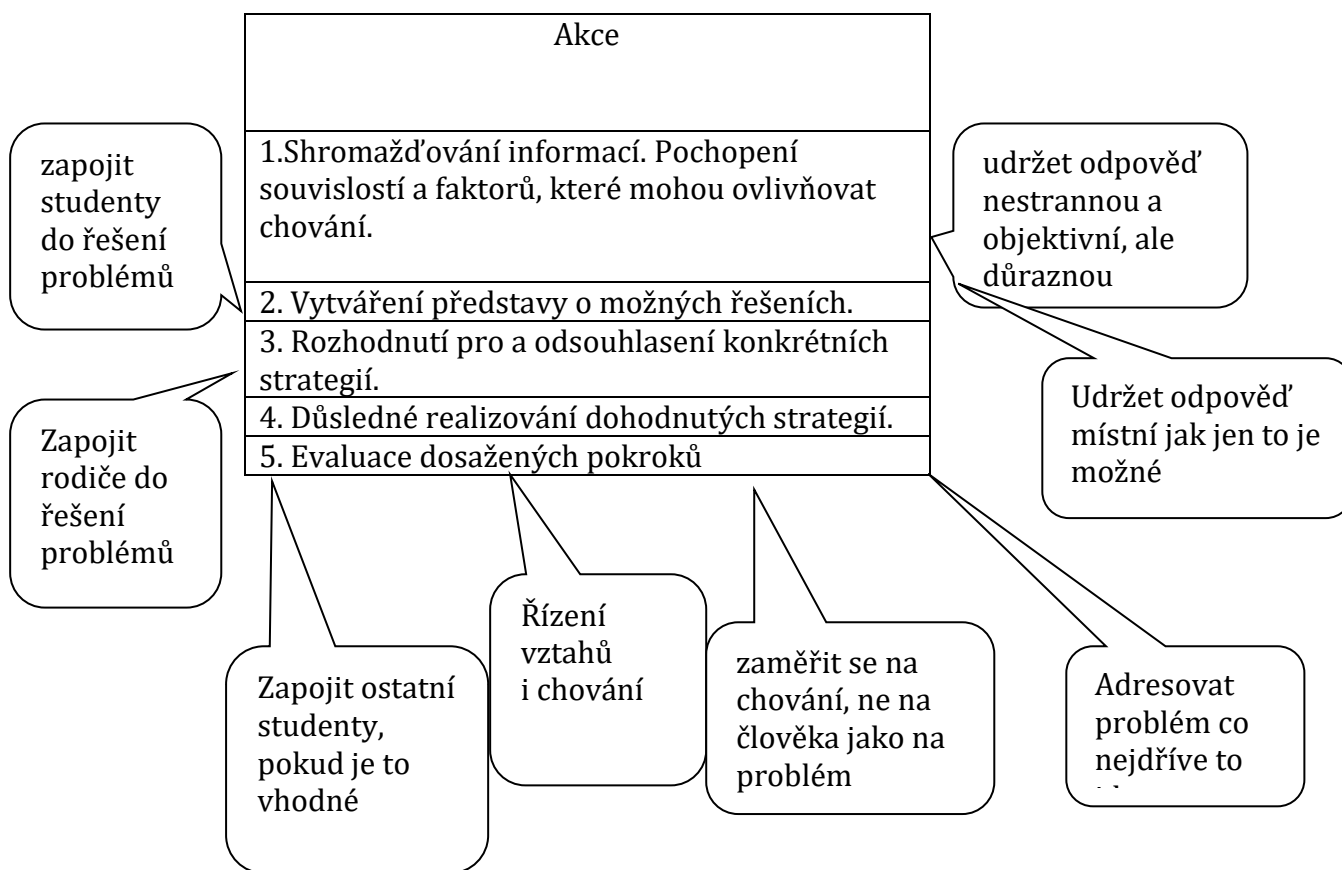 Akce
1.Shromažďování informací. Pochopení
souvislostí a faktorů, které mohou ovlivňovat
chování.
2. Vytváření představy o možných řešeních.
3. Rozhodnutí pro a odsouhlasení konkrétních
strategií.
4. Důsledné realizování dohodnutých strategií.
5. Evaluace dosažených pokroků
zapojit
studenty
do řešení
problémů
udržet odpověď
nestrannou a
objektivní, ale
důraznou
Zapojit
rodiče do
řešení
problémů
Udržet odpověď
místní jak jen to je
možné
Zapojit ostatní
studenty,
pokud je to
vhodné
Řízení
vztahů
i chování
zaměřit se na
chování, ne na
člověka jako na
problém
Adresovat
problém co
nejdříve to